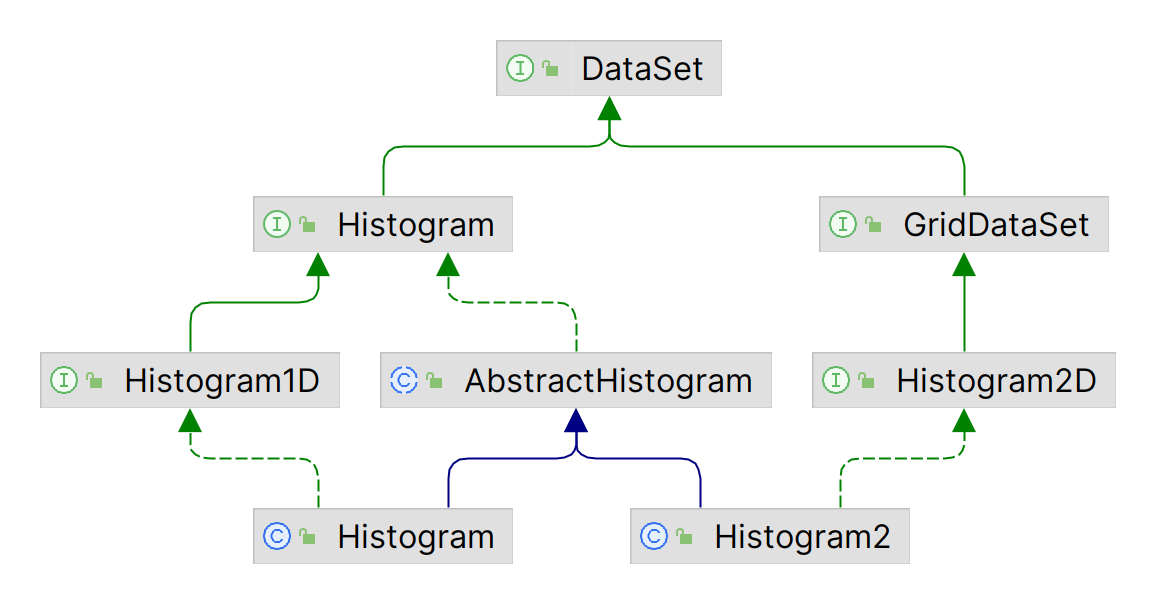 I DataSet
I Histogram
I GridDataSet
I Histogram1D
C AbstractHistogram
I Histogram2D
C Histogram
C Histogram2